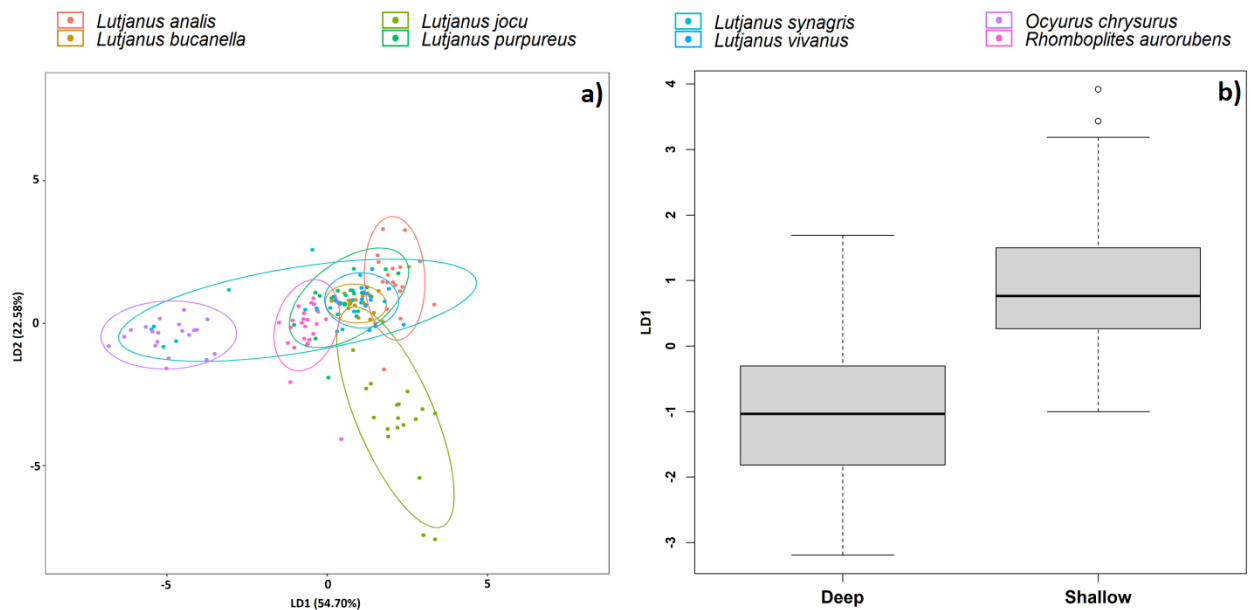 Lutjanus analis
Lutjanus bucanella
Lutjanus jocu
Lutjanus purpureus
Lutjanus synagris
Lutjanus vivanus
Ocyurus chrysurus
Rhomboplites aurorubens
a)
5
0
-5
LD2 (22.58%)
-5
0
5
LD1 (54.70%)
b)
4
3
2
1
0
-1
-2
-3
LD1
Deep
Shallow